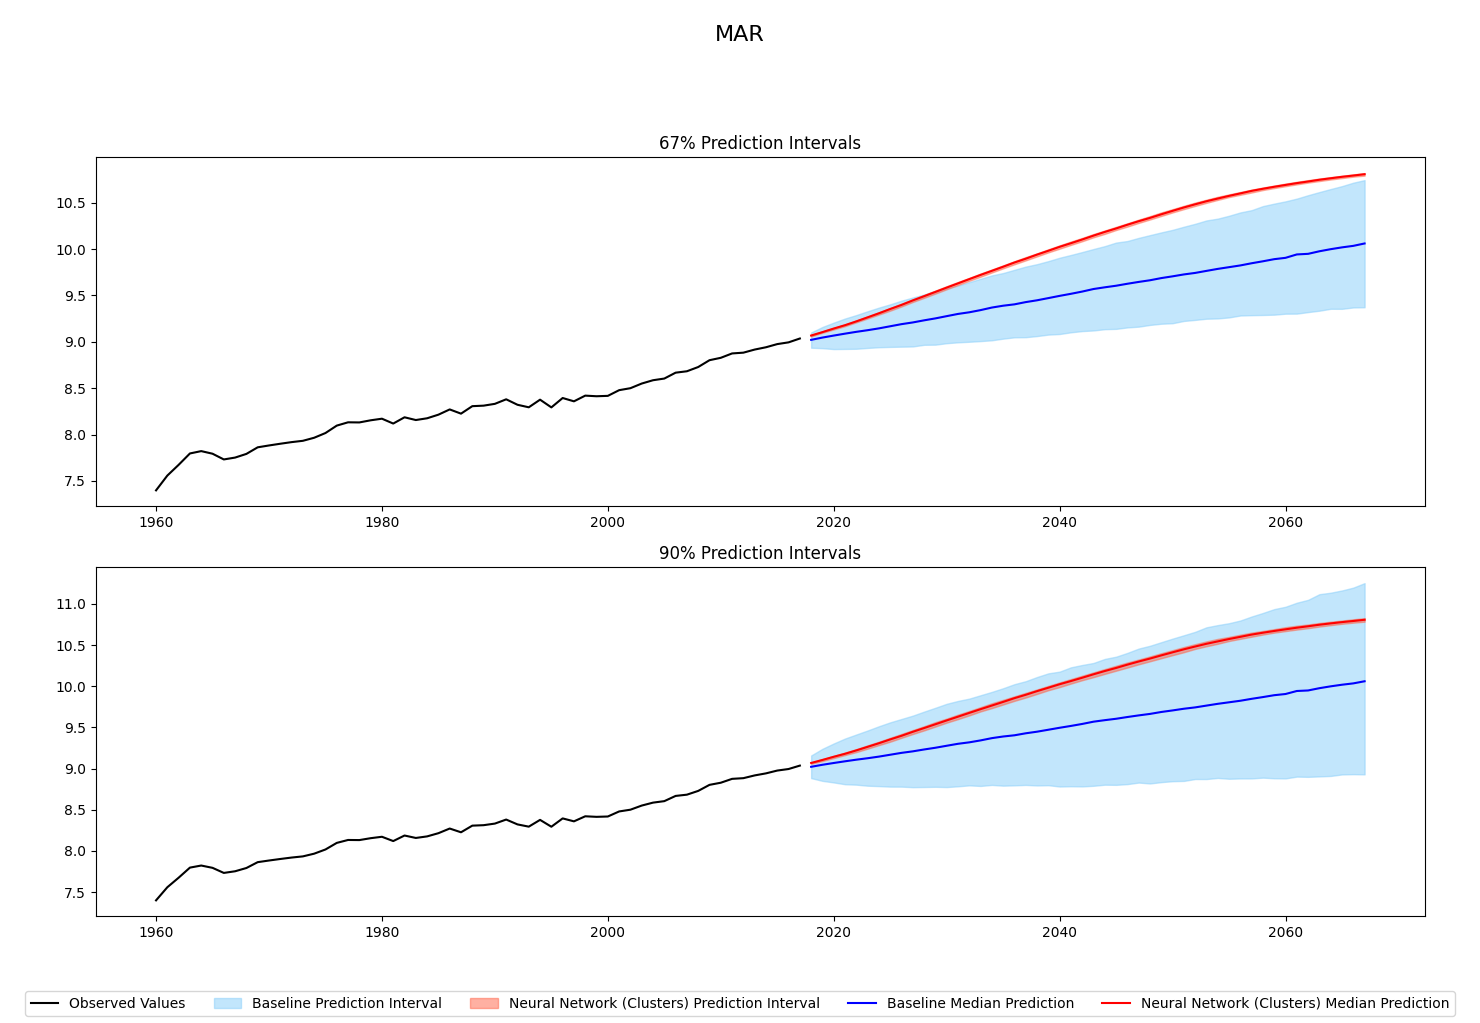 MAR
67% Prediction Intervals
10.5
10.0
9.5
9.0
8.5
8.0
7.5
1960 1980 2000 2020 2040 2060
90% Prediction Intervals
11.0
10.5
10.0
9.5
9.0
8.5
8.0
7.5
1960 1980 2000 2020 2040 2060
Observed Values Baseline Prediction Interval Neural Network (Clusters) Prediction Interval Baseline Median Prediction Neural Network (Clusters) Median Prediction